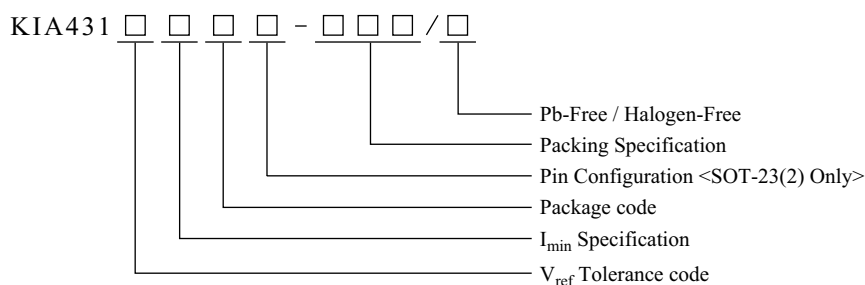 KIA431 □ □ □ □ - □ □ □ / □
Pb-Free / Halogen-Free
Packing Specification
Pin Configuration <SOT-23(2) Only>
Package code
Imin Specification
Vref Tolerance code